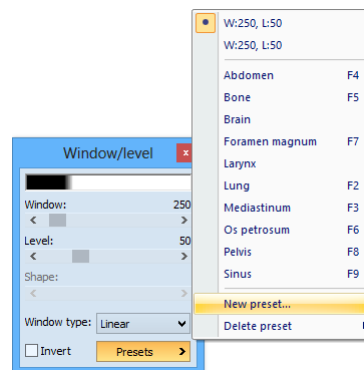 W:250, L:50
W:250, L:50
Abdomen F4
Bone F5
Brain
Foramen magnum F7
Larynx
Lung F2
Mediastinum F3
Os petrosum F6
Pelvis F8
Sinus F9
New preset...
Delete preset
Window/level x
Window: 250
Level: 50
Shape:
Window type: Linear
Invert Presets